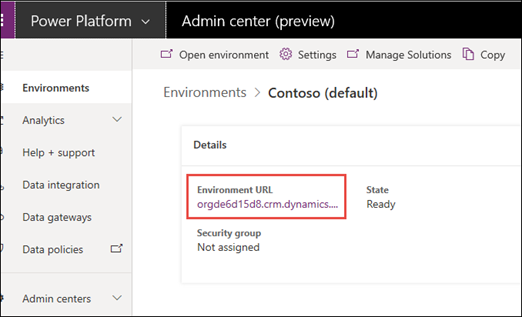 Power Platform
Admin center (preview)
Open environment
Settings
Manage Solutions
Copy
Environments
Analytics
Help + support
Data integration
Data gateways
Data policies
Admin centers
Environments > Contoso (default)
Details
Environment URL
orgde6d15d8.crm.dynamics....
State
Ready
Security group
Not assigned